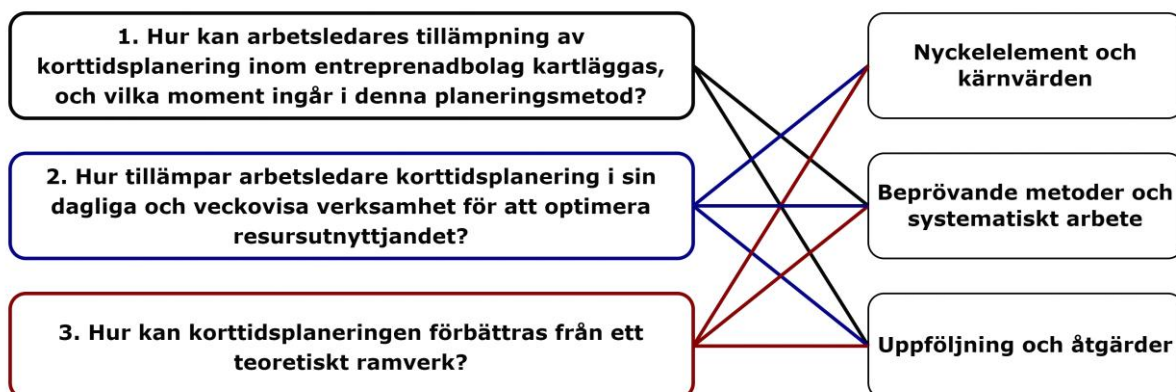 1. Hur kan arbetsledares tillämpning av
korttidsplanering inom entreprenadbolag kartläggas,
och vilka moment ingår i denna planeringsmetod?
2. Hur tillämpar arbetsledare korttidsplanering i sin
dagliga och veckovisa verksamhet för att optimera
resursutnyttjandet?
3. Hur kan korttidsplaneringen förbättras från ett
teoretiskt ramverk?
Nyckelelement och
kärnvärden
Beprövande metoder och
systematiskt arbete
Uppföljning och åtgärder